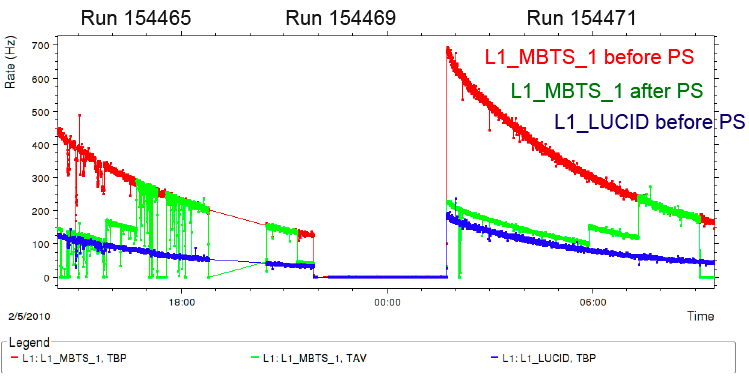 Run 154465 Run 154469 Run 154471
Rate (Hz)
700
600
500
400
300
200
100
0
L1_MBTS_1 before PS
L1_MBTS_1 after PS
L1_LUCID before PS
18:00 00:00 06:00
2/5/2010 Time
Legend
L1: L1_MBTS_1, TBP L1: L1_MBTS_1, TAV L1: L1_LUCID, TBP